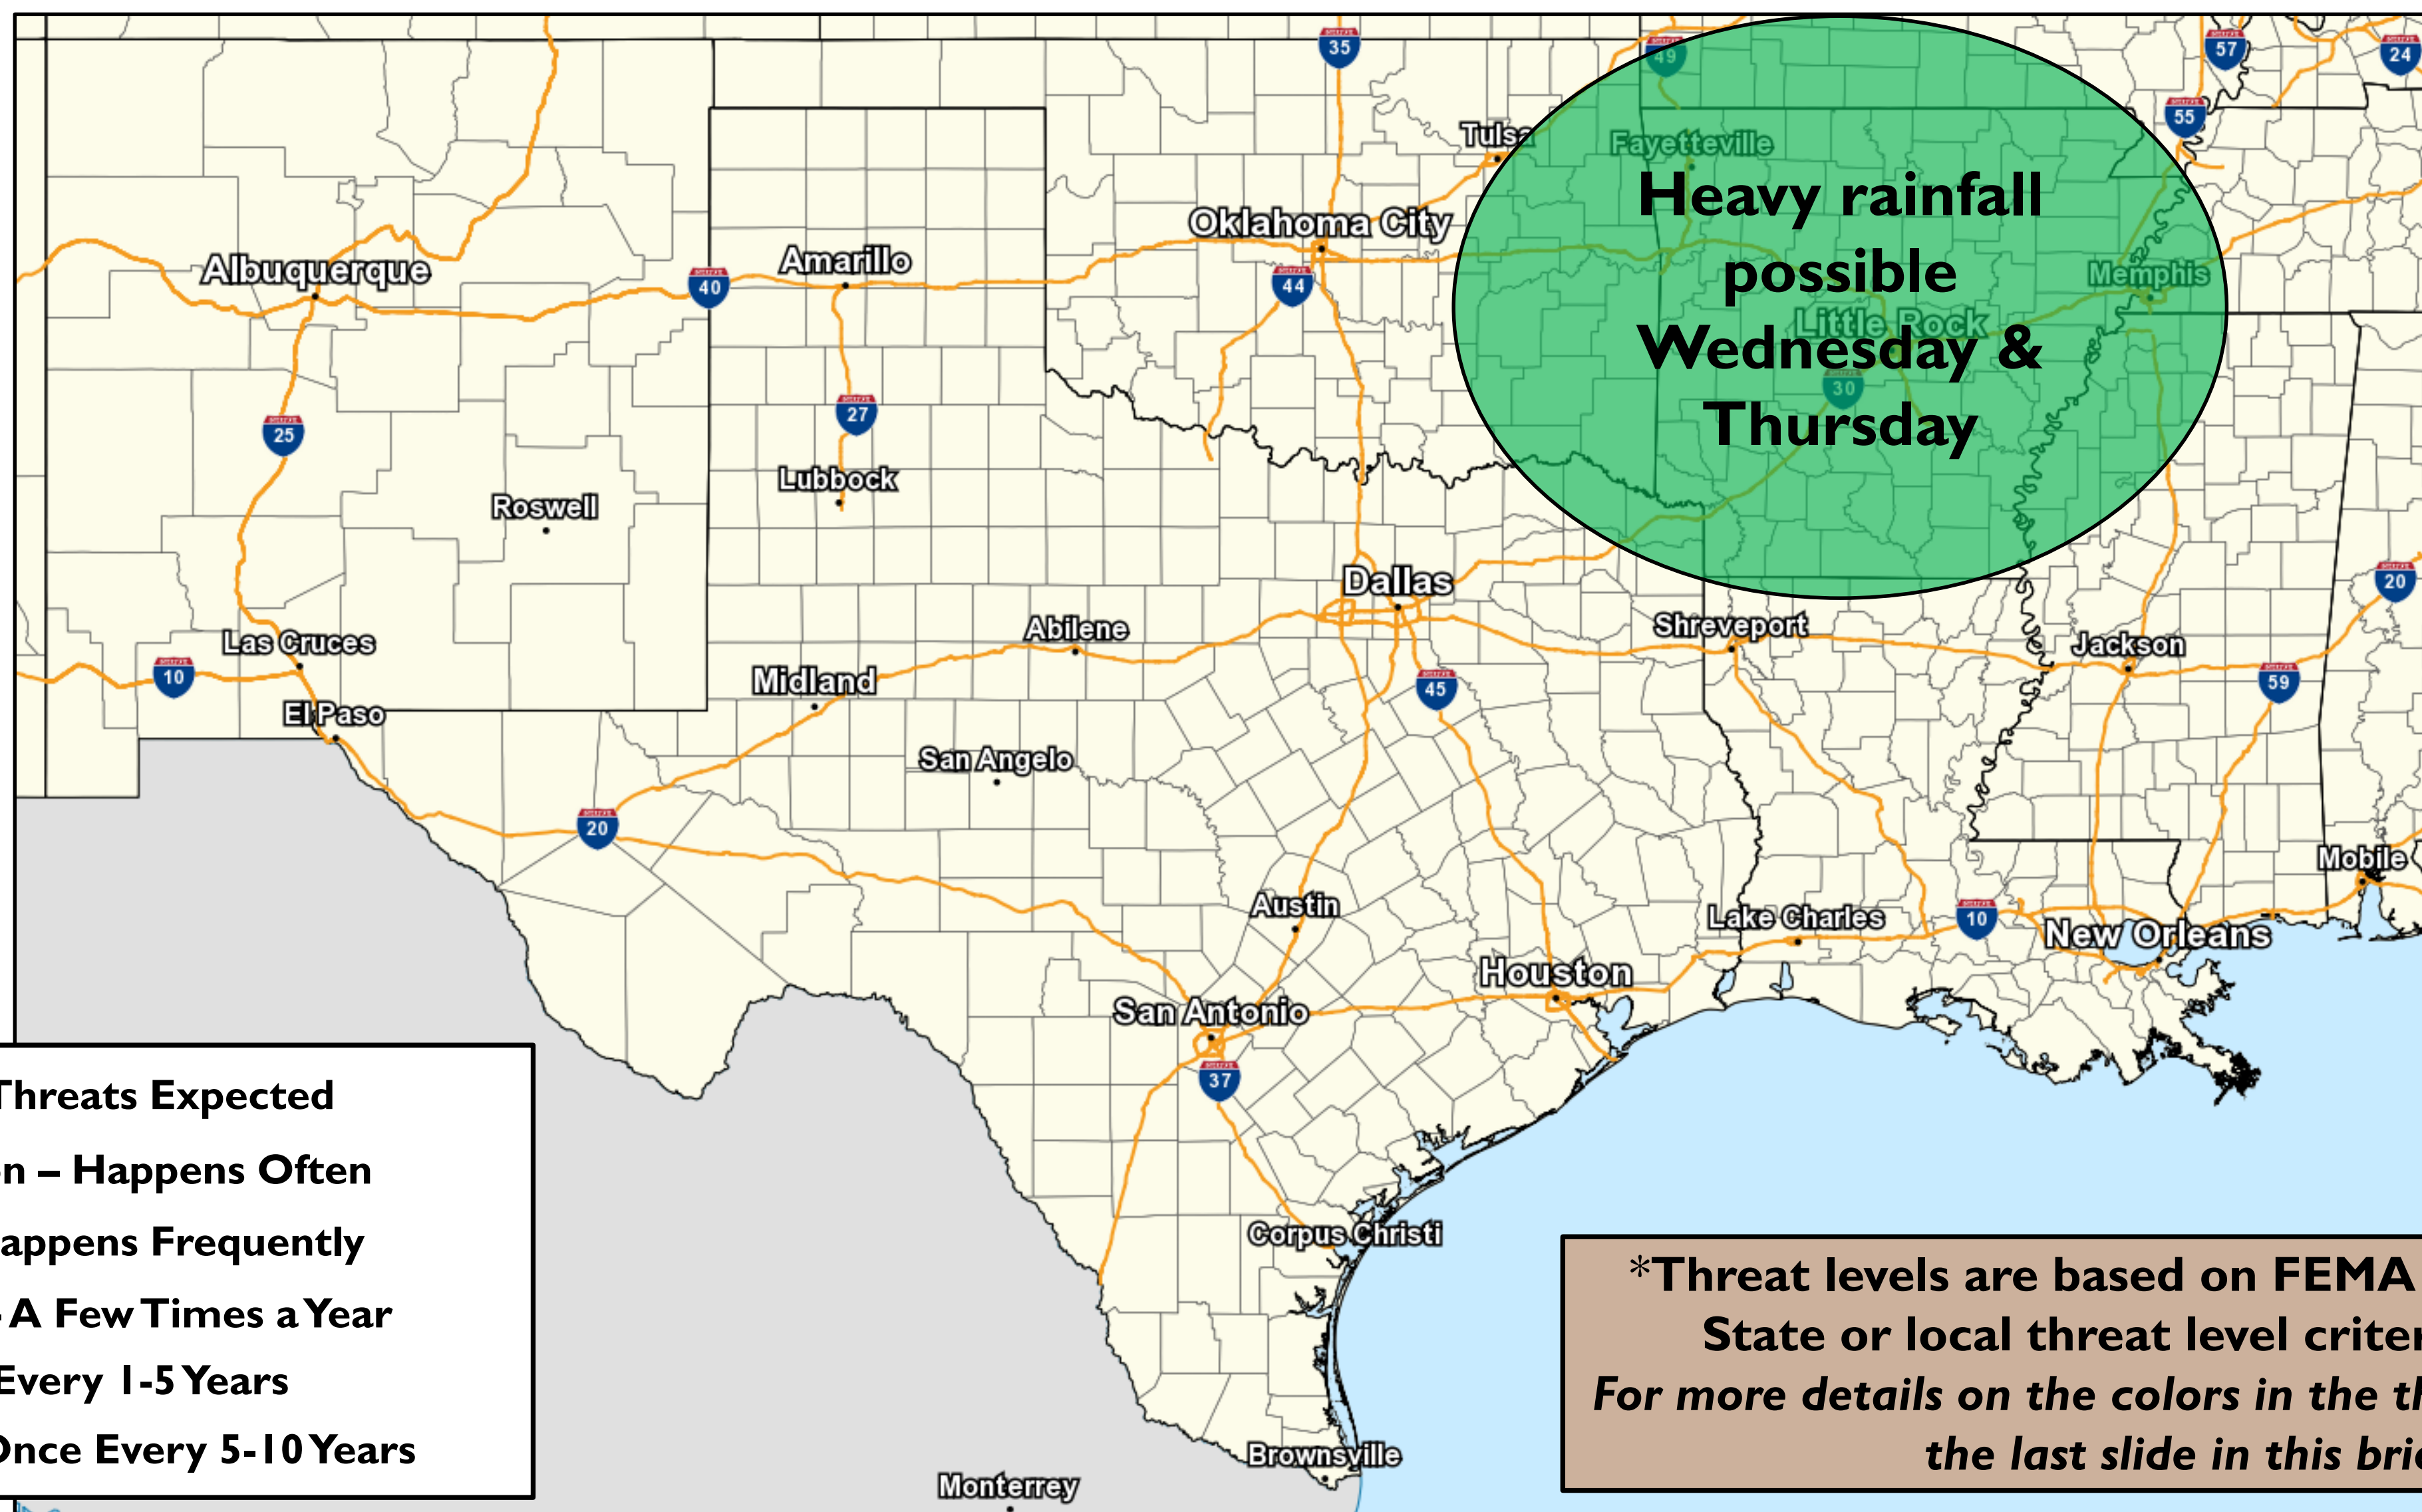 35
49
57
24
55
Tulsa
Fayetteville
Heavy rainfall
possible
Wednesday &
Thursday
Oklahoma City
Albuquerque
Amarillo
40
44
Memphis
Little Rock
30
27
25
Lubbock
Roswell
Dallas
20
Abilene
Shreveport
Las Cruces
Jackson
10
Midland
45
59
El Paso
San Angelo
20
Mobile
Austin
Lake Charles
10
New Orleans
Houston
San Antonio
37
Threats Expected
n – Happens Often
appens Frequently
- A Few Times a Year
Every 1-5 Years
Once Every 5-10 Years
Corpus Christi
*Threat levels are based on FEMA
State or local threat level criter
For more details on the colors in the th
the last slide in this brie
Brownsville
Monterrey